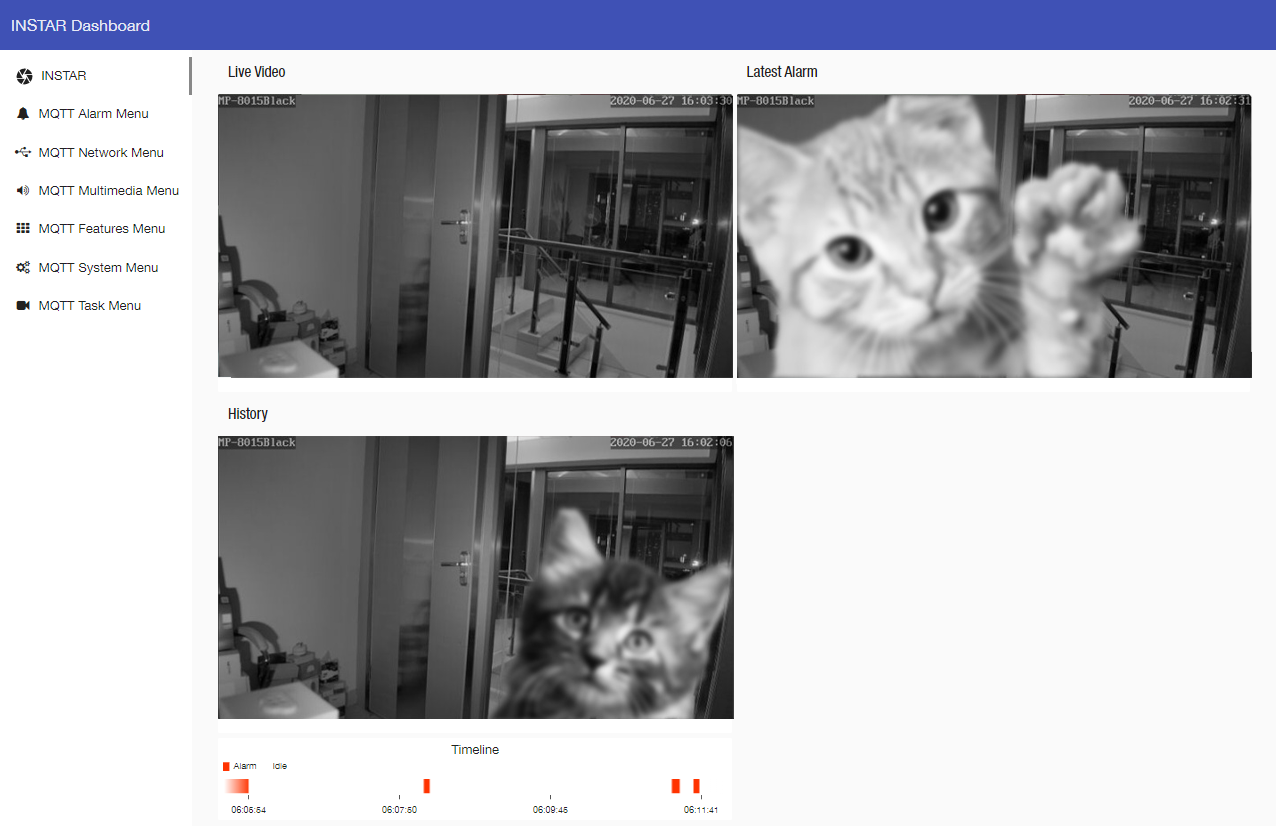 INSTAR Dashboard
INSTAR
MQTT Alarm Menu
MQTT Network Menu
MQTT Multimedia Menu
MQTT Features Menu
MQTT System Menu
MQTT Task Menu
Live Video
MP-8015Black 2020-06-27 16:03:30
Latest Alarm
MP-8015Black 2020-06-27 16:02:31
History
MP-8015Black 2020-06-27 16:02:06
Timeline
Alarm Idle
06:05:54 06:07:50 06:09:45 06:11:41